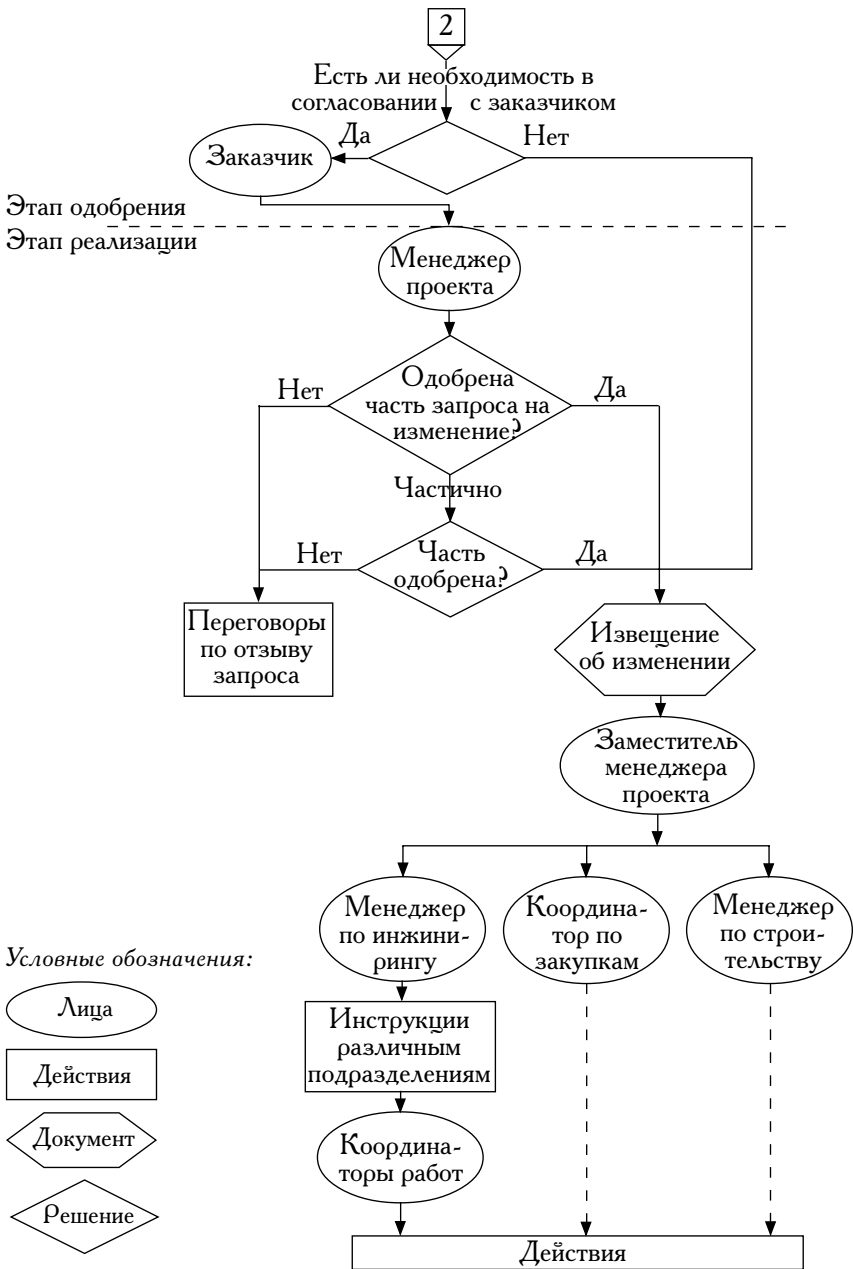 2
Есть ли необходимость в
согласовании с заказчиком
Да
Нет
Заказчик
Этап одобрения
Этап реализации
Менеджер
проекта
Нет
Одобрена
часть запроса на
изменение?
Да
Частично
Нет
Часть
одобрена?
Да
Переговоры
по отзыву
запроса
Извещение
об изменении
Заместитель
менеджера
проекта
Менеджер
по инжини-
рингу
Координа-
тор по
закупкам
Менеджер
по строи-
тельству
Инструкции
различным
подразделениям
Координа-
торы работ
Действия
Условные обозначения:
Лица
Действия
Документ
Решение